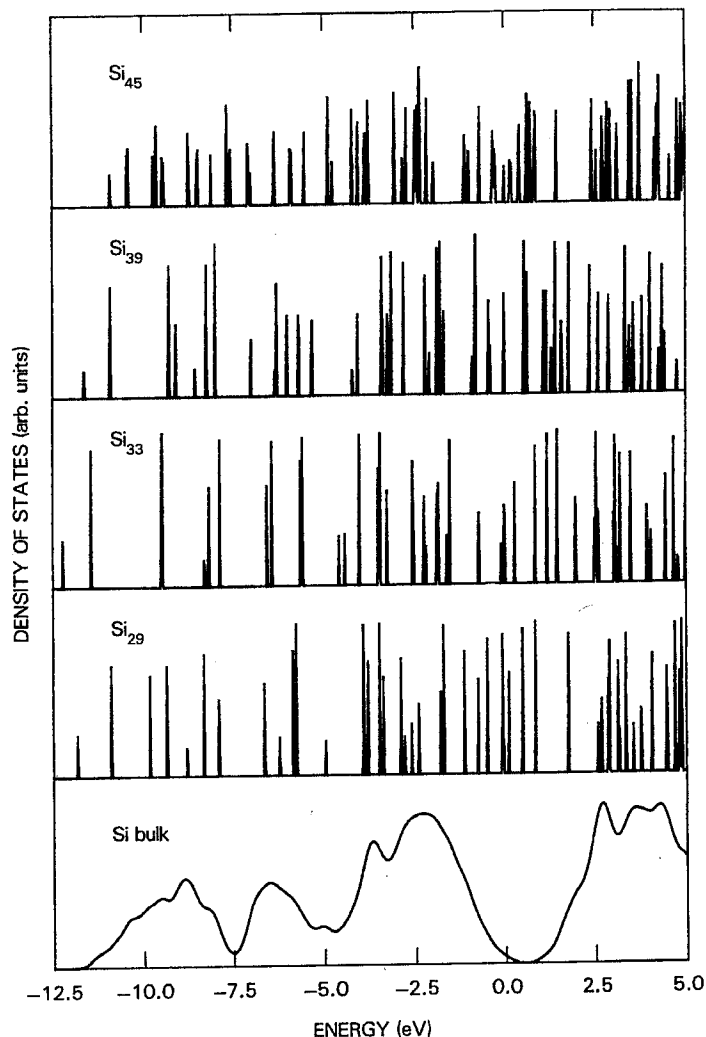 Si₄₅
Si₃₉
Si₃₃
Si₂₉
Si bulk
DENSITY OF STATES (arb. units)
−12.5 −10.0 −7.5 −5.0 −2.5 0.0 2.5 5.0
ENERGY (eV)